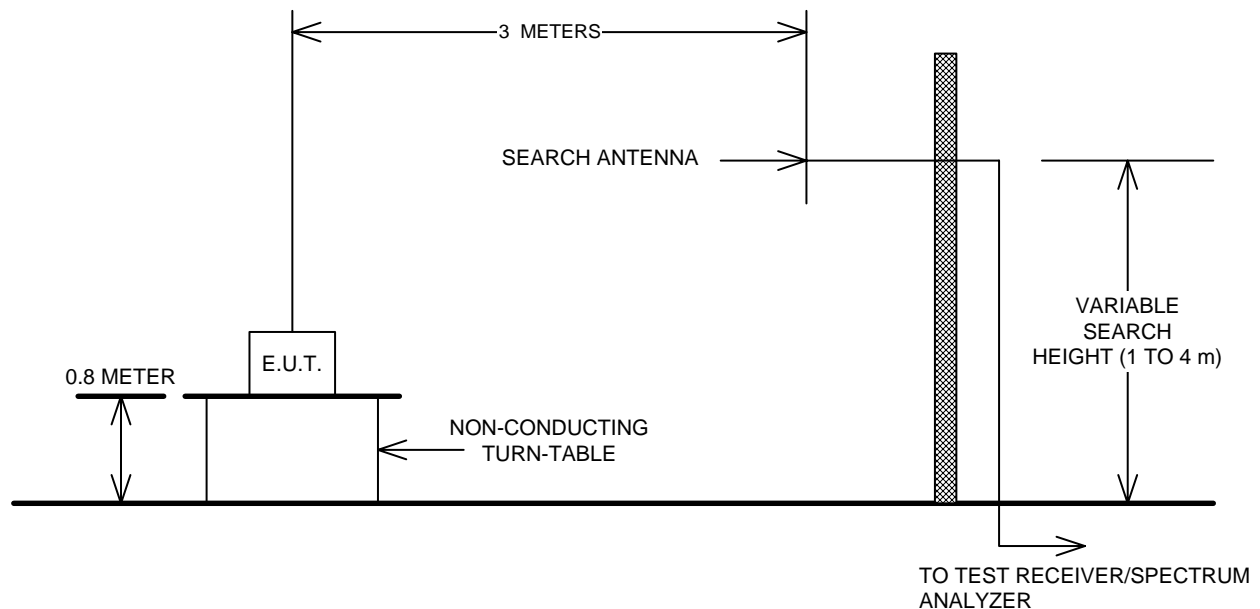 3 METERS
SEARCH ANTENNA
VARIABLE
SEARCH
HEIGHT (1 TO 4 m)
E.U.T.
0.8 METER
NON-CONDUCTING
TURN-TABLE
TO TEST RECEIVER/SPECTRUM
ANALYZER